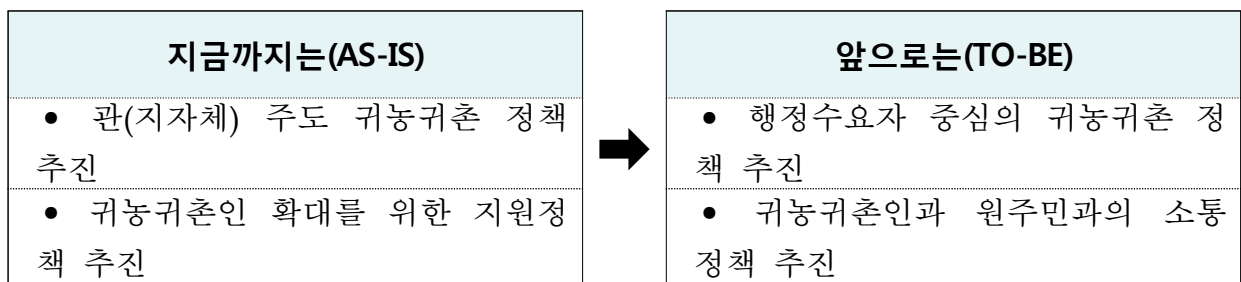 지금까지는(AS-IS)
• 관(지자체) 주도 귀농귀촌 정책
추진
• 귀농귀촌인 확대를 위한 지원정
책 추진
앞으로는(TO-BE)
• 행정수요자 중심의 귀농귀촌 정
책 추진
• 귀농귀촌인과 원주민과의 소통
정책 추진